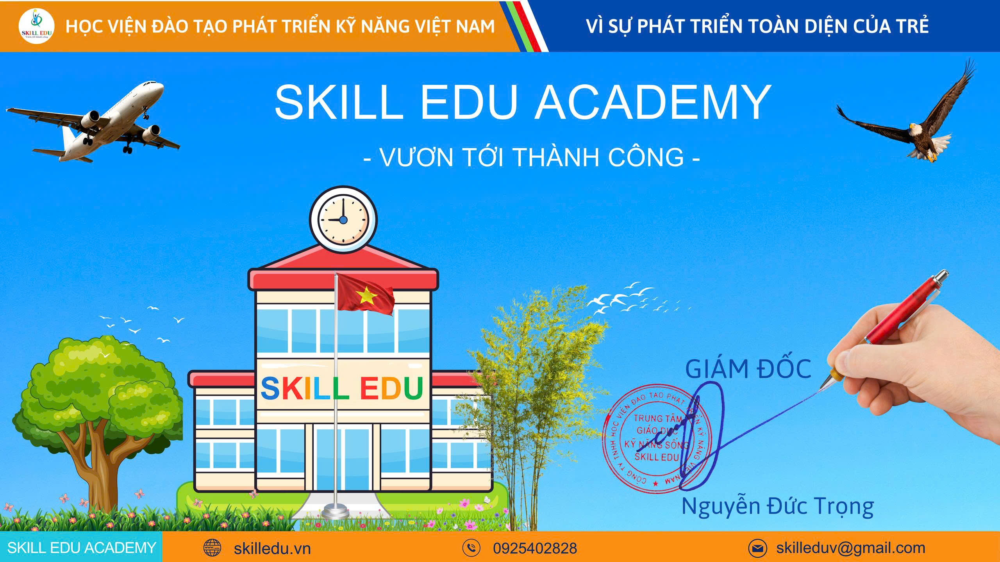 SKILL EDU
Vươn tới thành công
HỌC VIỆN ĐÀO TẠO PHÁT TRIỂN KỸ NĂNG VIỆT NAM
VÌ SỰ PHÁT TRIỂN TOÀN DIỆN CỦA TRẺ
SKILL EDU ACADEMY
- VƯƠN TỚI THÀNH CÔNG -
SKILL EDU
GIÁM ĐỐC
CÔNG TY TNHH HỌC VIỆN ĐÀO TẠO PHÁT TRIỂN KỸ NĂNG VIỆT NAM
TRUNG TÂM
GIÁO DỤC
KỸ NĂNG SỐNG
SKILL EDU
Nguyễn Đức Trọng
SKILL EDU ACADEMY
www.
skilledu.vn
0925402828
skilleduv@gmail.com